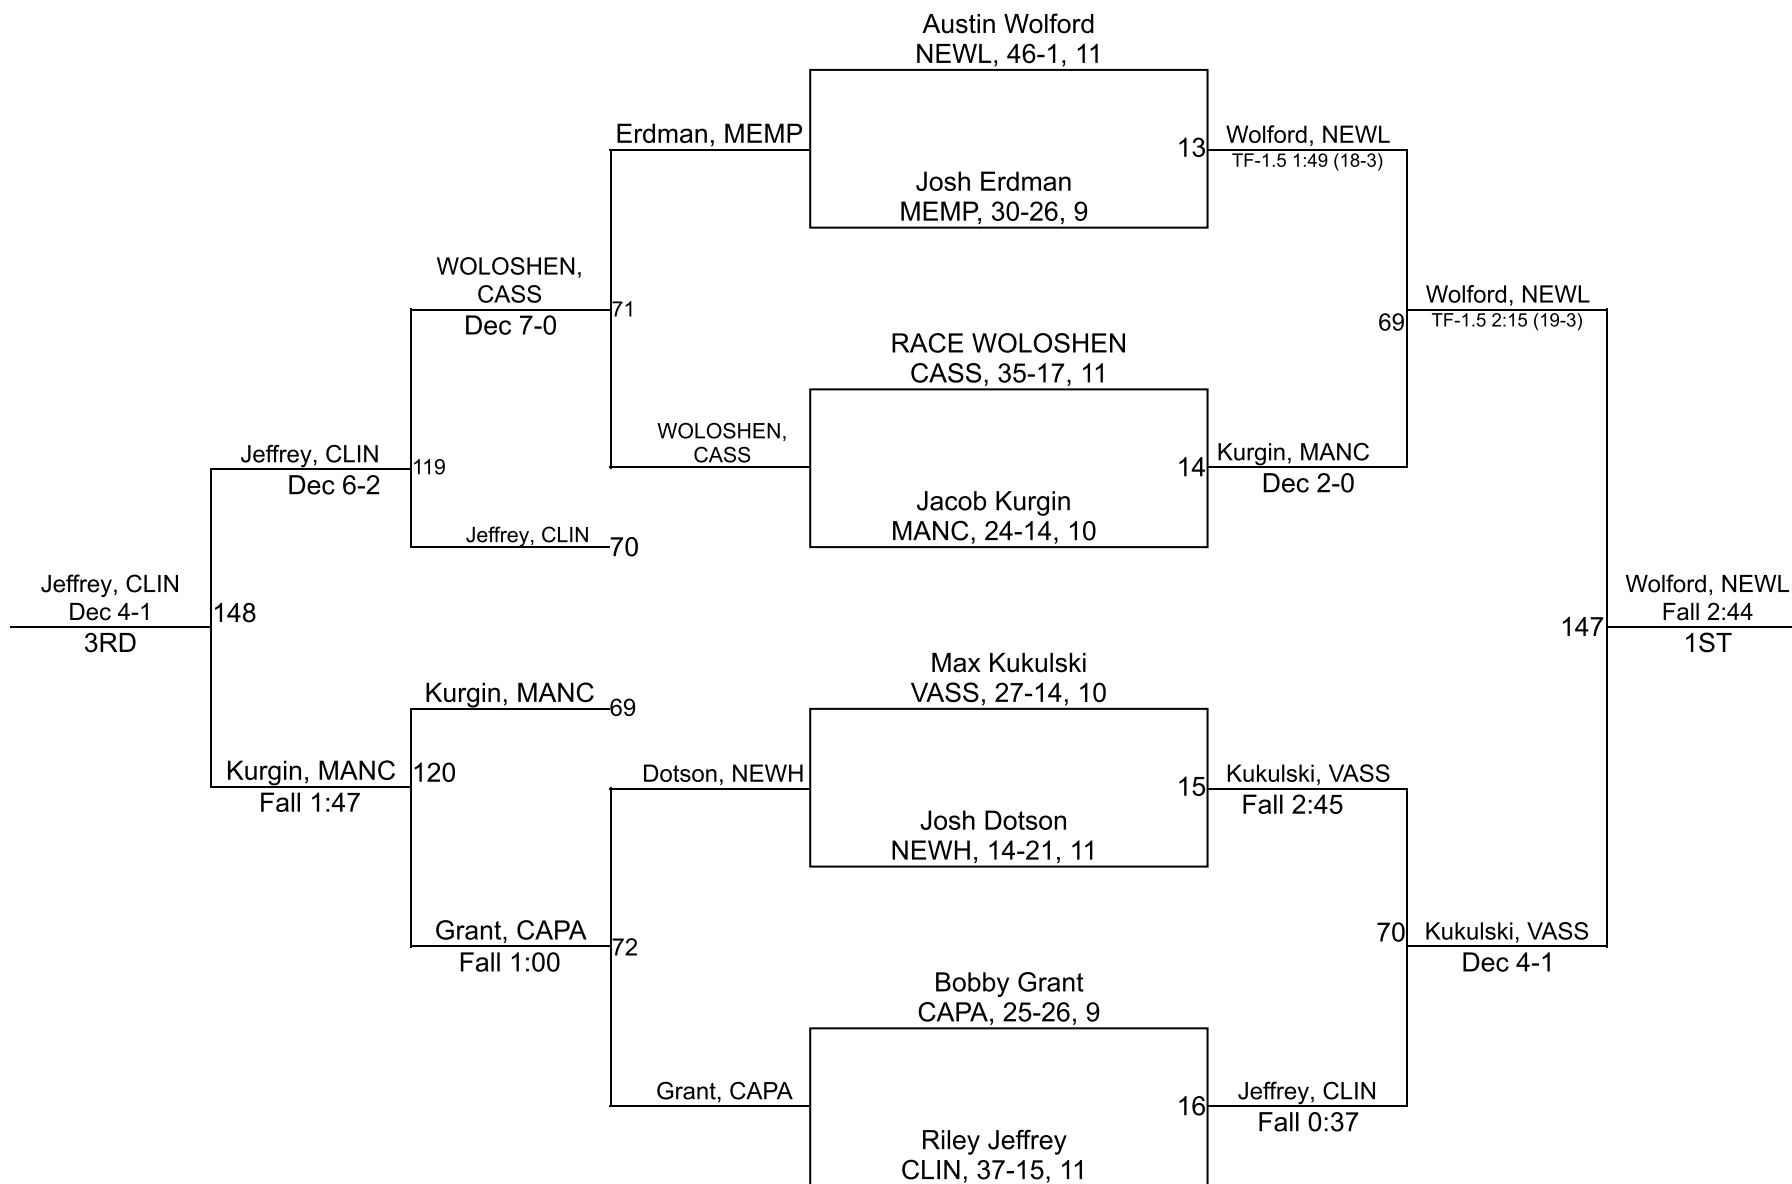 Austin Wolford
NEWL, 46-1, 11
Erdman, MEMP
13
Wolford, NEWL
TF-1.5 1:49 (18-3)
Josh Erdman
MEMP, 30-26, 9
WOLOSHEN,
CASS
Dec 7-0
71
69
Wolford, NEWL
TF-1.5 2:15 (19-3)
RACE WOLOSHEN
CASS, 35-17, 11
WOLOSHEN,
CASS
14
Kurgin, MANC
Dec 2-0
Jeffrey, CLIN
Dec 6-2
119
Jacob Kurgin
MANC, 24-14, 10
Jeffrey, CLIN
70
Jeffrey, CLIN
Dec 4-1
3RD
148
147
Wolford, NEWL
Fall 2:44
1ST
Max Kukulski
VASS, 27-14, 10
Kurgin, MANC
69
Kurgin, MANC
Fall 1:47
120
Dotson, NEWH
15
Kukulski, VASS
Fall 2:45
Josh Dotson
NEWH, 14-21, 11
Grant, CAPA
Fall 1:00
72
70
Kukulski, VASS
Dec 4-1
Bobby Grant
CAPA, 25-26, 9
Grant, CAPA
16
Jeffrey, CLIN
Fall 0:37
Riley Jeffrey
CLIN, 37-15, 11